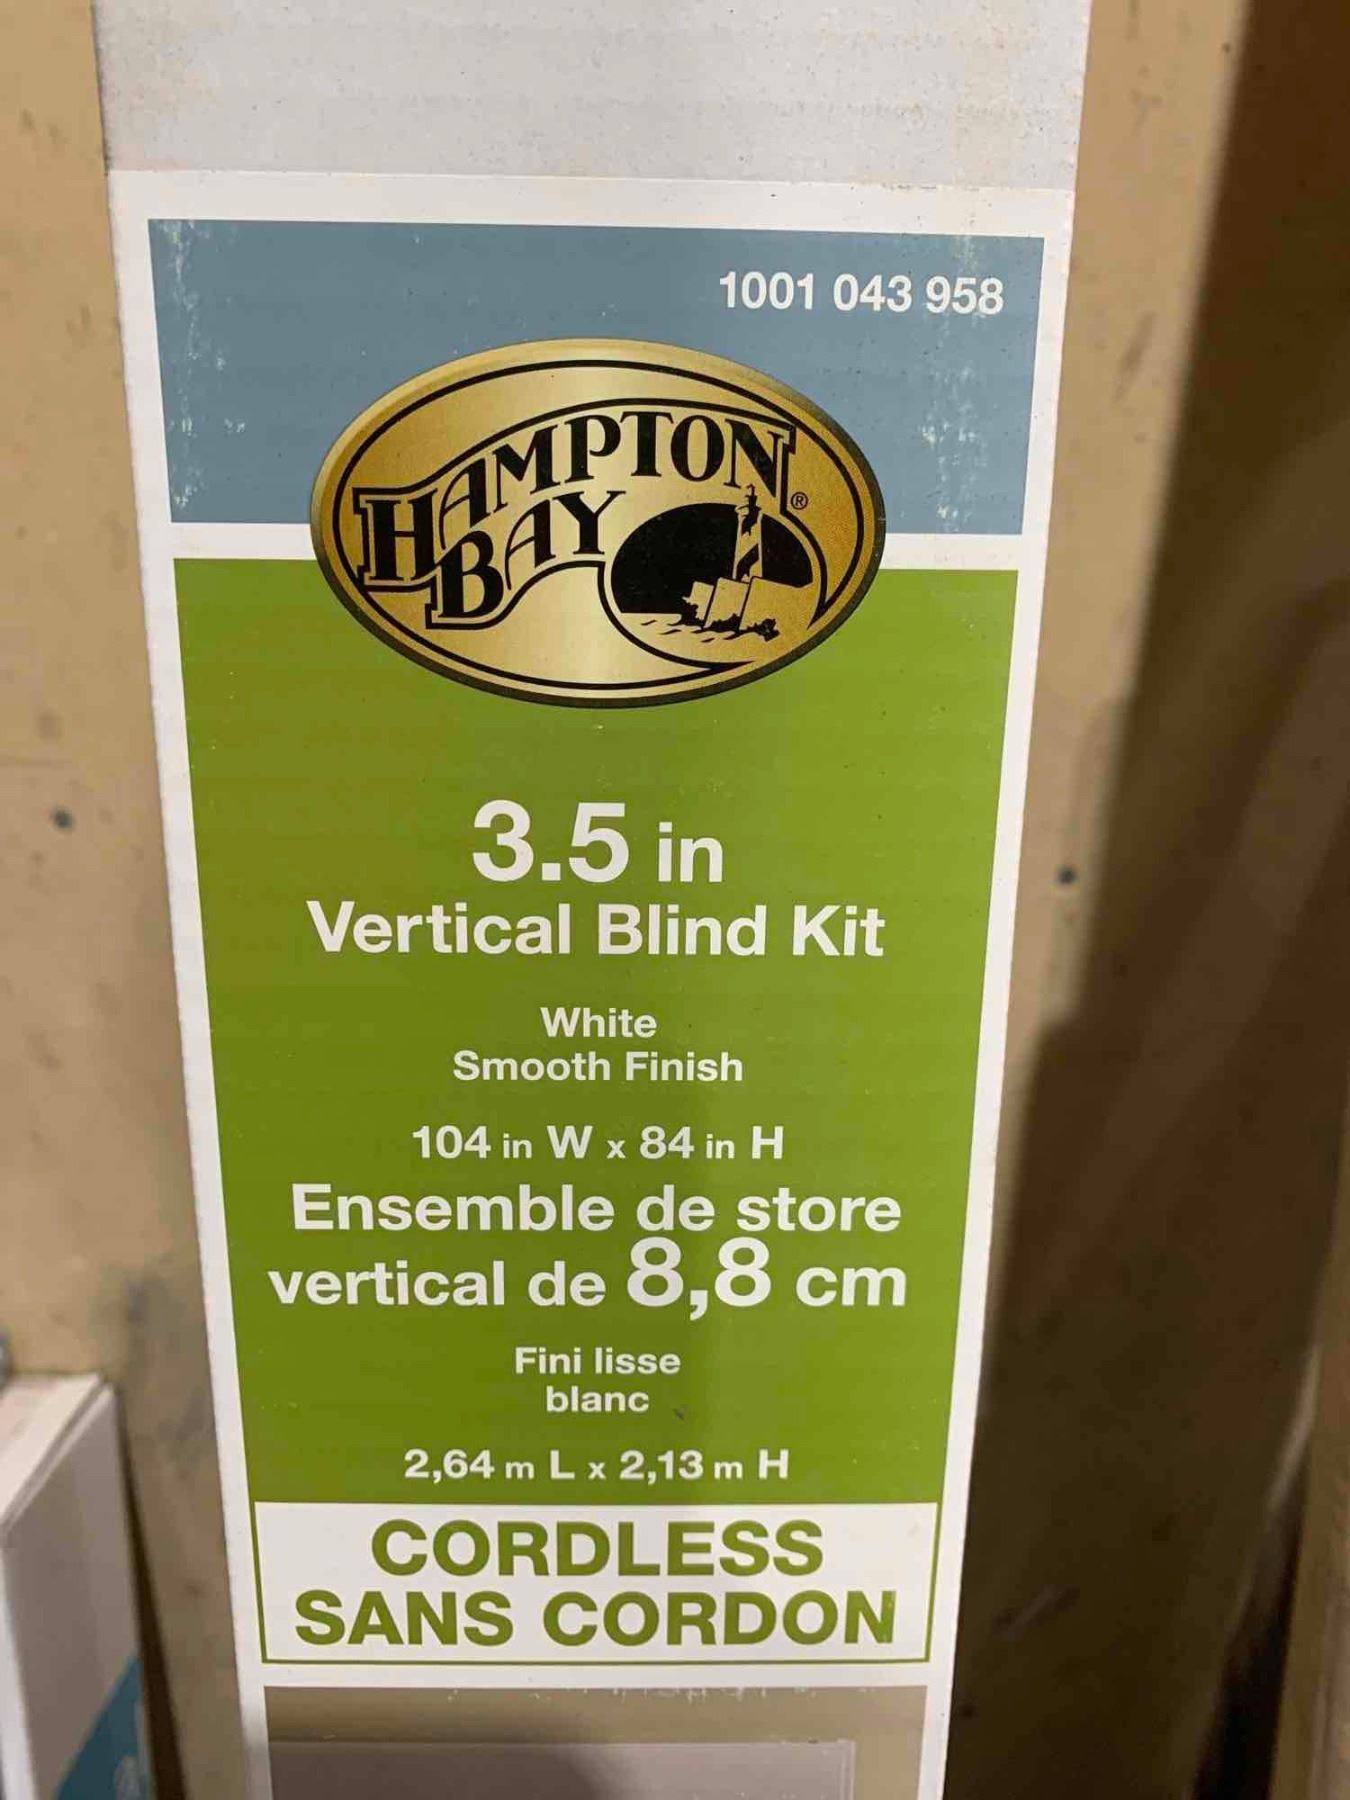 1001 043 958
HAMPTON
BAY
®
3.5 in
Vertical Blind Kit
White
Smooth Finish
104 in W x 84 in H
Ensemble de store
vertical de 8,8 cm
Fini lisse
blanc
2,64 m L x 2,13 m H
CORDLESS
SANS CORDON